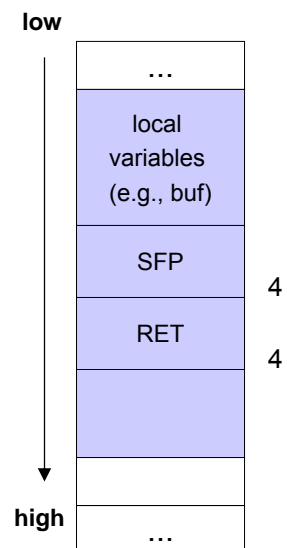 low
...
local
variables
(e.g., buf)
SFP
4
RET
4
high
...